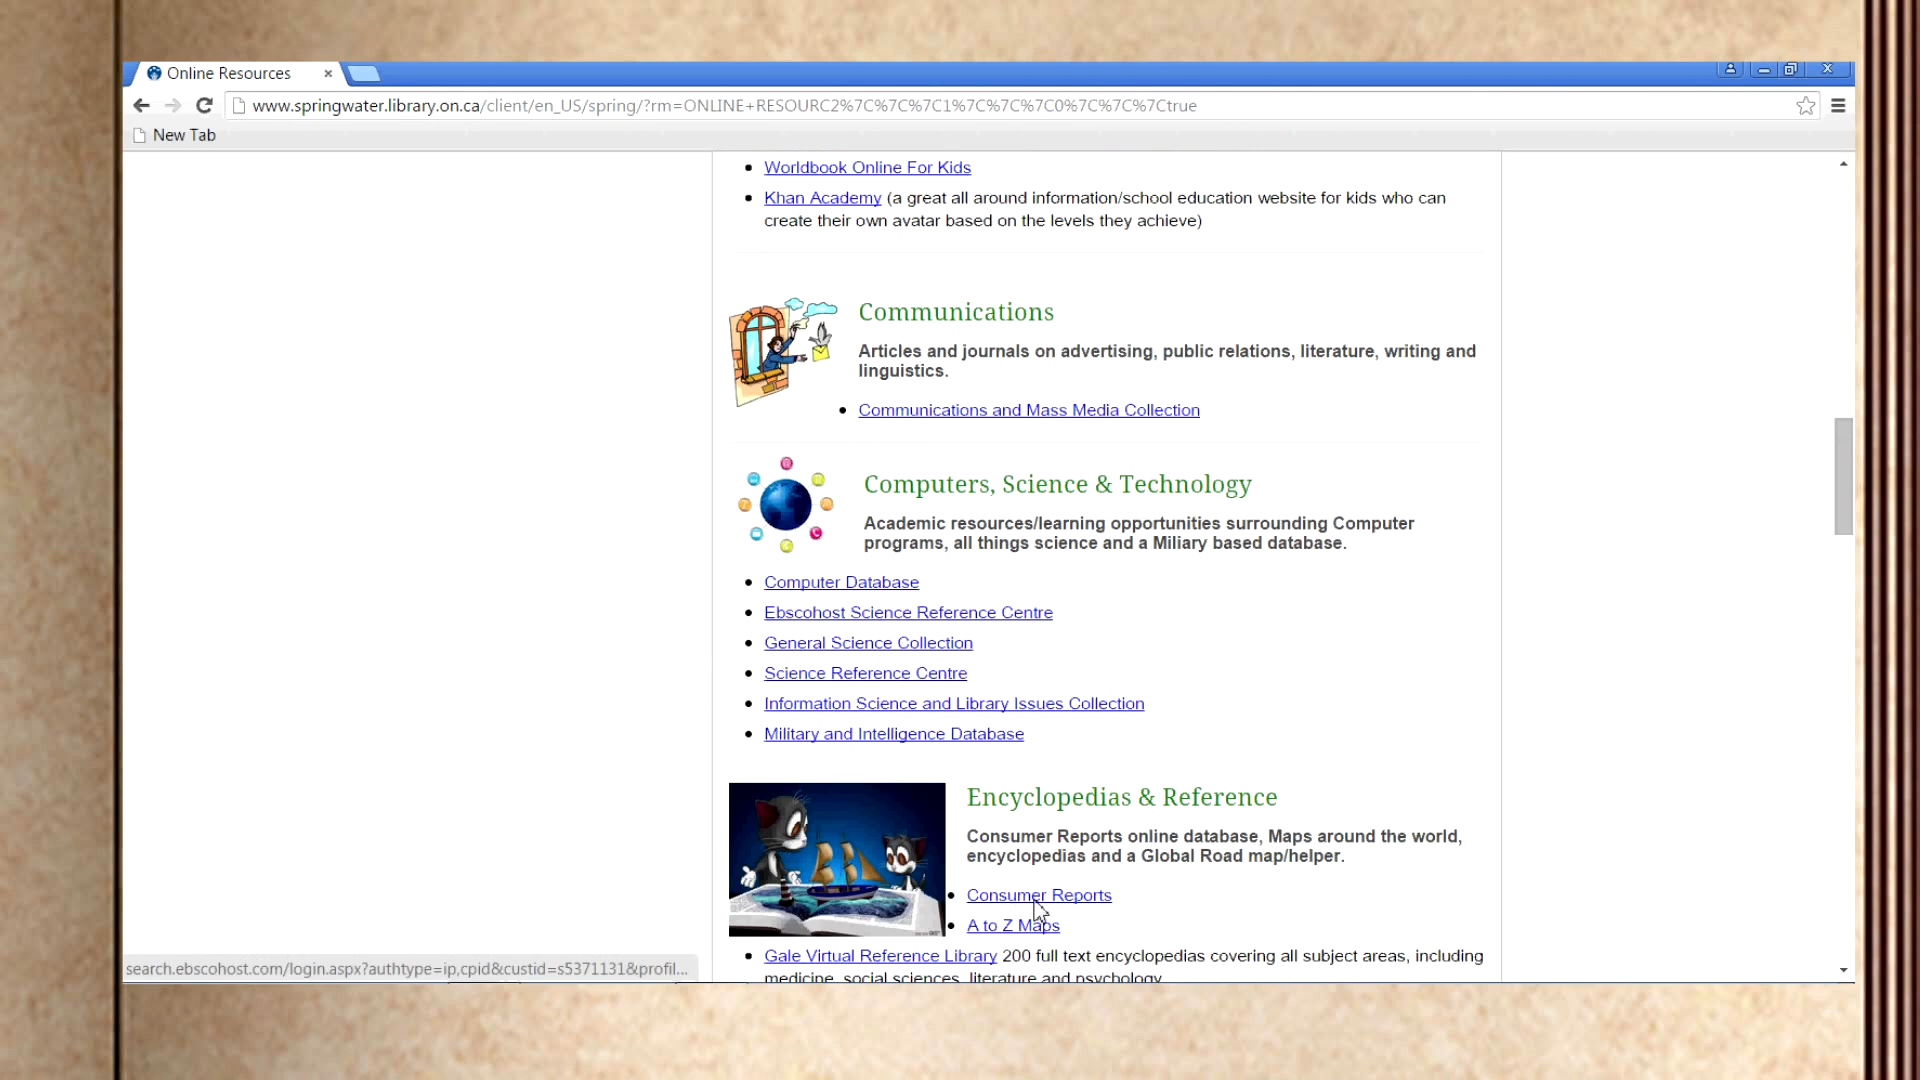 Online Resources
www.springwater.library.on.ca/client/en_US/spring/?rm=ONLINE+RESOURC2%7C%7C%7C1%7C%7C%7C0%7C%7C%7Ctrue
New Tab
Worldbook Online For Kids
Khan Academy (a great all around information/school education website for kids who can
create their own avatar based on the levels they achieve)
Communications
Articles and journals on advertising, public relations, literature, writing and
linguistics.
Communications and Mass Media Collection
Computers, Science & Technology
Academic resources/learning opportunities surrounding Computer
programs, all things science and a Miliary based database.
Computer Database
Ebscohost Science Reference Centre
General Science Collection
Science Reference Centre
Information Science and Library Issues Collection
Military and Intelligence Database
Encyclopedias & Reference
Consumer Reports online database, Maps around the world,
encyclopedias and a Global Road map/helper.
Consumer Reports
A to Z Maps
Gale Virtual Reference Library 200 full text encyclopedias covering all subject areas, including
medicine, social sciences, literature and psychology
search.ebscohost.com/login.aspx?authtype=ip,cpid&custid=s5371131&profil...